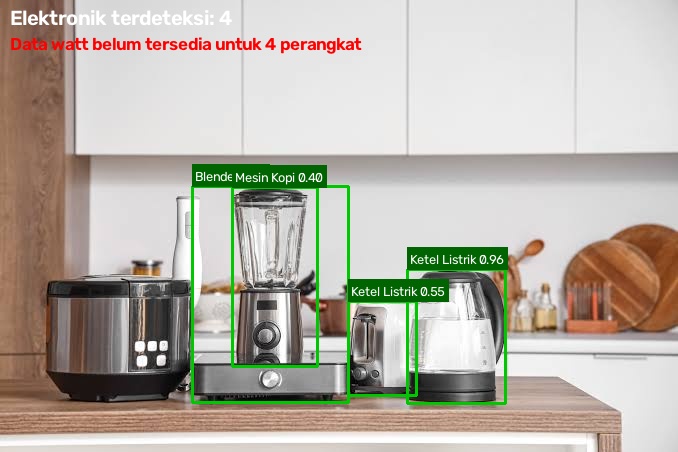 Elektronik terdeteksi: 4
Data watt belum tersedia untuk 4 perangkat
Mesin Kopi 0.40
Ketel Listrik 0.96
Ketel Listrik 0.55